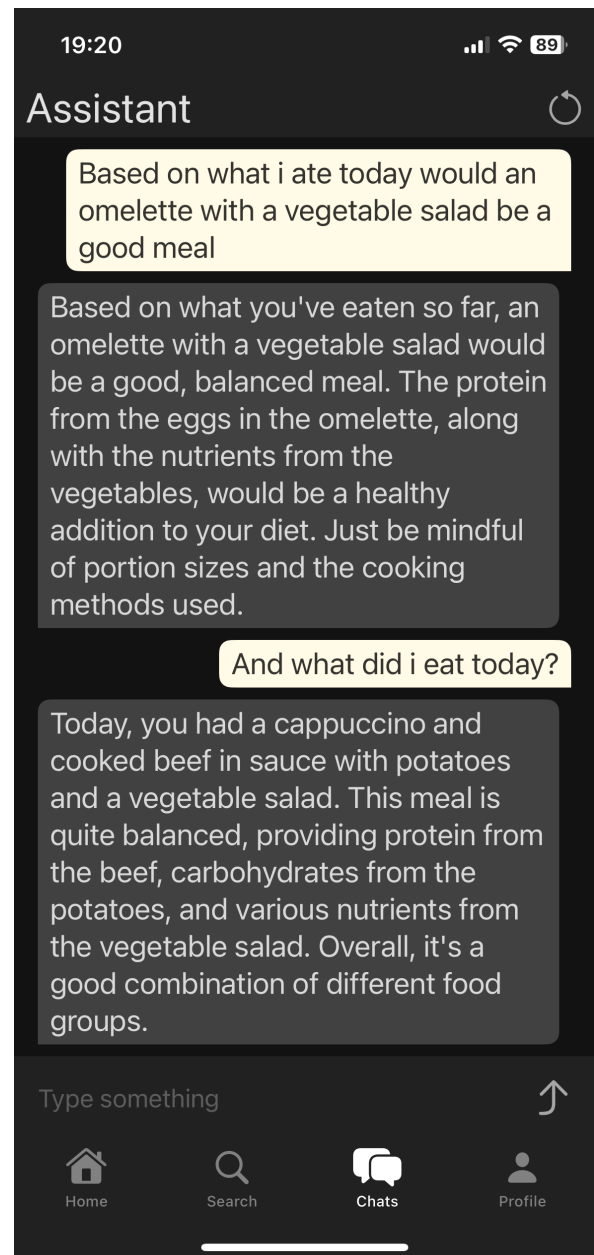 19:20
89
Assistant
Based on what i ate today would an
omelette with a vegetable salad be a
good meal
Based on what you've eaten so far, an
omelette with a vegetable salad would
be a good, balanced meal. The protein
from the eggs in the omelette, along
with the nutrients from the
vegetables, would be a healthy
addition to your diet. Just be mindful
of portion sizes and the cooking
methods used.
And what did i eat today?
Today, you had a cappuccino and
cooked beef in sauce with potatoes
and a vegetable salad. This meal is
quite balanced, providing protein from
the beef, carbohydrates from the
potatoes, and various nutrients from
the vegetable salad. Overall, it's a
good combination of different food
groups.
Type something
Home
Search
Chats
Profile